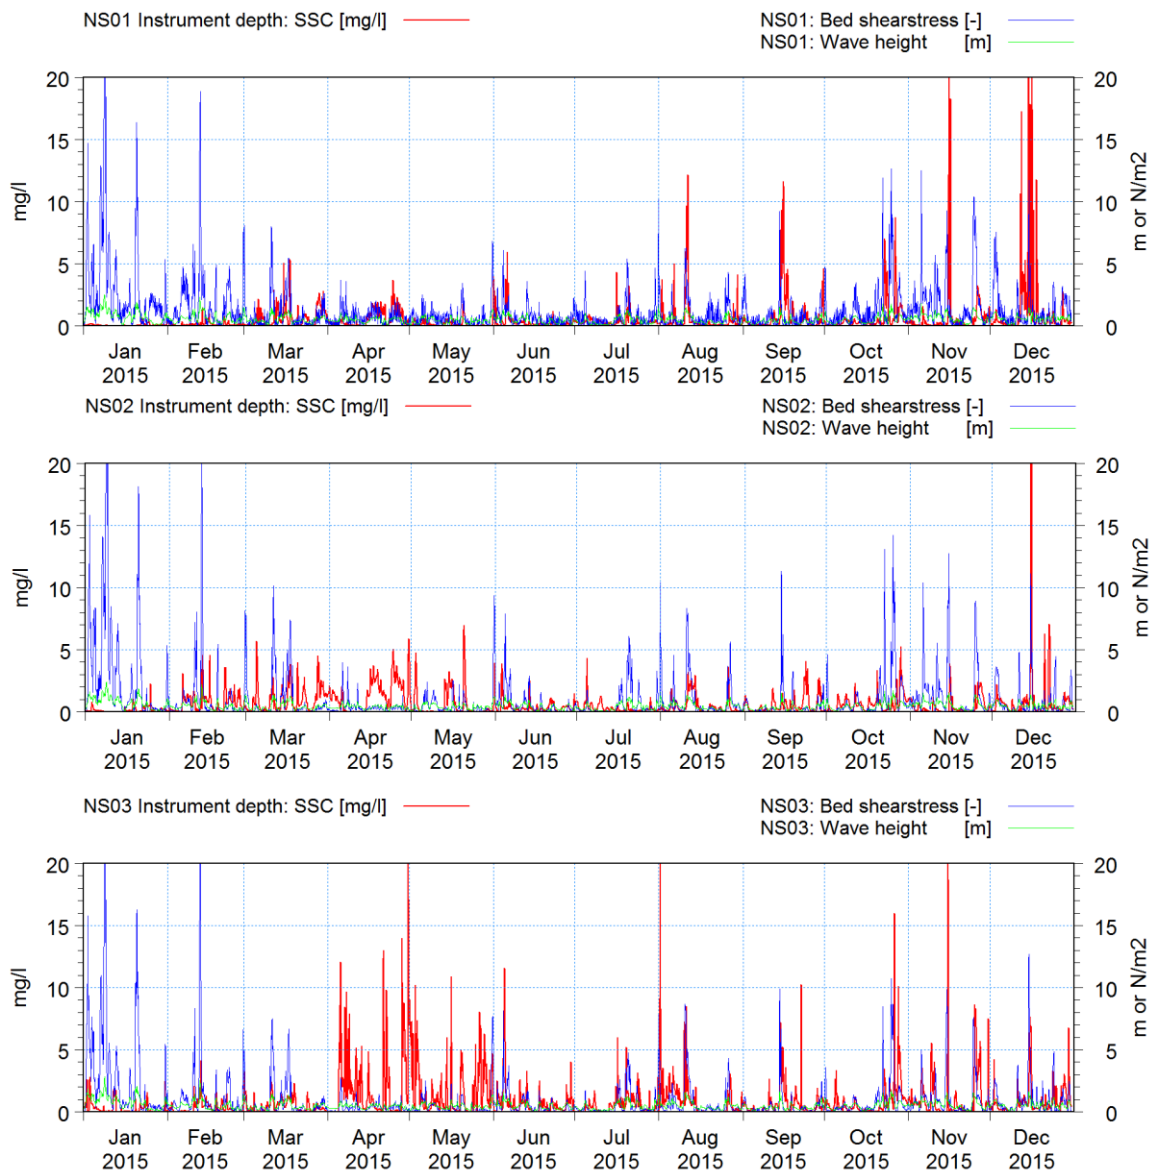 NS01 Instrument depth: SSC [mg/l]
NS01: Bed shearstress [-]
NS01: Wave height [m]
20 20
15 15
10 10
5 5
0 0
mg/l
m or N/m2
Jan Feb Mar Apr May Jun Jul Aug Sep Oct Nov Dec
2015 2015 2015 2015 2015 2015 2015 2015 2015 2015 2015 2015
NS02 Instrument depth: SSC [mg/l]
NS02: Bed shearstress [-]
NS02: Wave height [m]
20 20
15 15
10 10
5 5
0 0
mg/l
m or N/m2
Jan Feb Mar Apr May Jun Jul Aug Sep Oct Nov Dec
2015 2015 2015 2015 2015 2015 2015 2015 2015 2015 2015 2015
NS03 Instrument depth: SSC [mg/l]
NS03: Bed shearstress [-]
NS03: Wave height [m]
20 20
15 15
10 10
5 5
0 0
mg/l
m or N/m2
Jan Feb Mar Apr May Jun Jul Aug Sep Oct Nov Dec
2015 2015 2015 2015 2015 2015 2015 2015 2015 2015 2015 2015